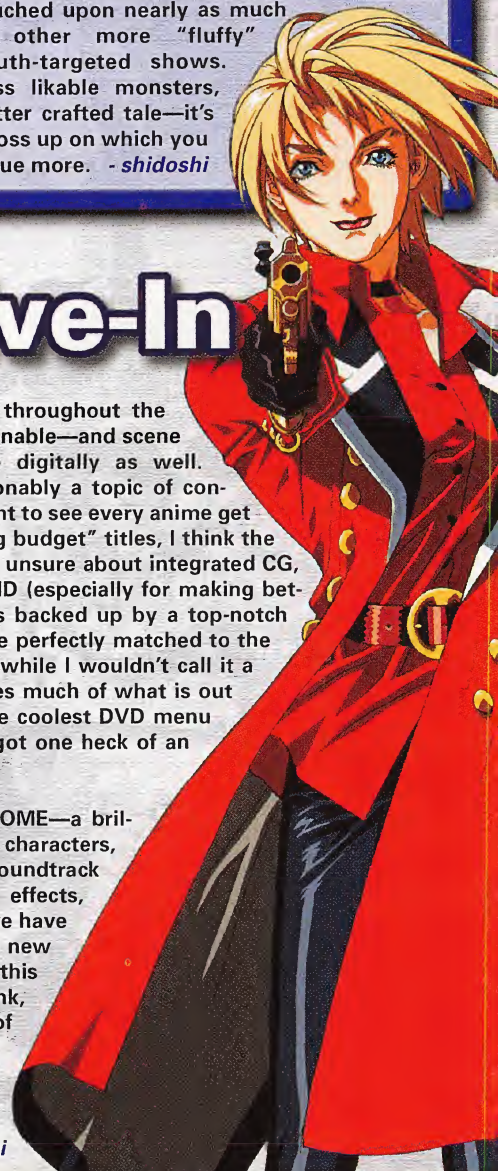 uched upon nearly as much
other more "fluffy"
uth-targeted shows.
ss likable monsters,
tter crafted tale—it's
oss up on which you
ue more. - shidoshi
ve-In
throughout the
nable—and scene
digitally as well.
onably a topic of con-
nt to see every anime get
g budget" titles, I think the
unsure about integrated CG,
ID (especially for making bet-
s backed up by a top-notch
e perfectly matched to the
while I wouldn't call it a
es much of what is out
e coolest DVD menu
got one heck of an
OME—a bril-
characters,
oundtrack
effects,
e have
new
this
nk,
of
i